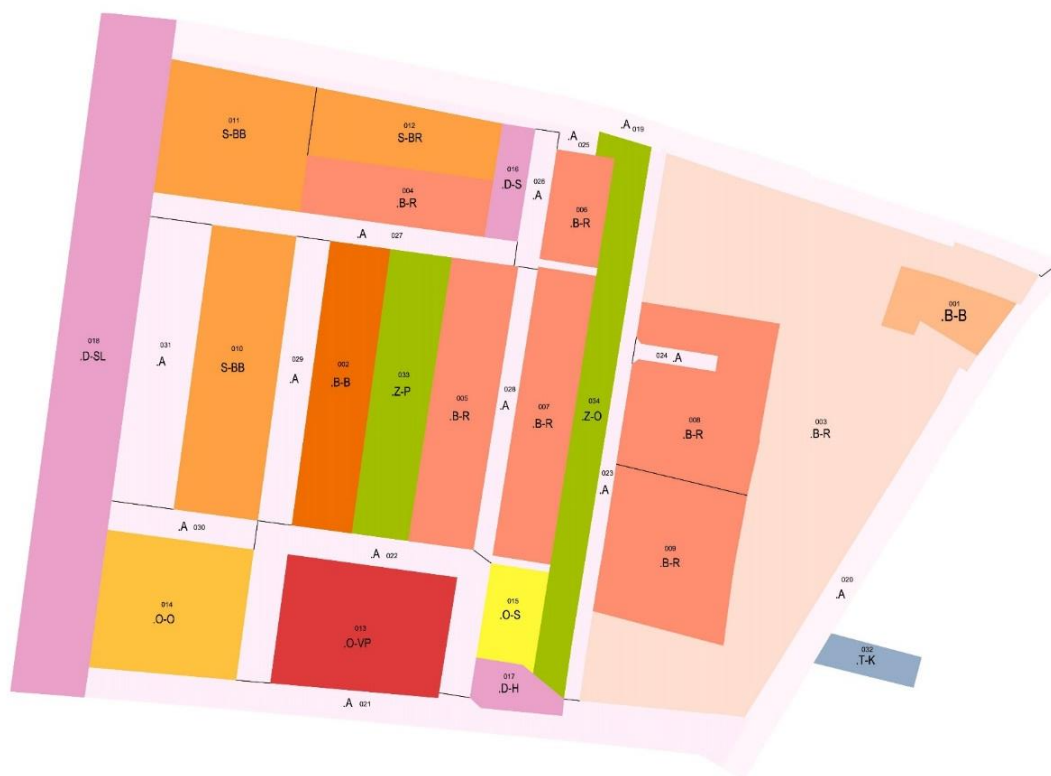 .A 019
.A
025
011
S-BB
012
S-BR
016
.D-S
004
.B-R
026
.A
006
.B-R
.A 027
001
.B-B
018
.D-SL
031
.A
010
S-BB
029
.A
002
.B-B
033
.Z-P
005
.B-R
028
.A
007
.B-R
034
.Z-O
024 .A
008
.B-R
003
.B-R
023
.A
.A 030
.A 022
009
.B-R
020
.A
014
.O-O
013
.O-VP
015
.O-S
032
.T-K
017
.D-H
.A 021